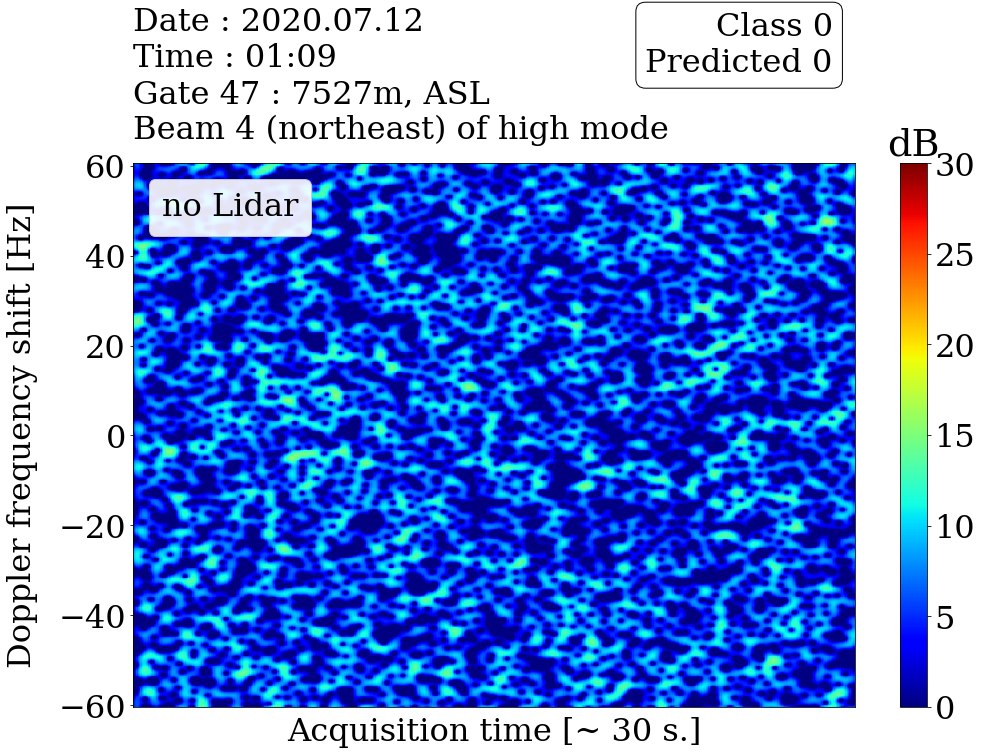 Date : 2020.07.12
Time : 01:09
Gate 47 : 7527m, ASL
Beam 4 (northeast) of high mode
Class 0
Predicted 0
dB
no Lidar
Doppler frequency shift [Hz]
60
40
20
0
−20
−40
−60
30
25
20
15
10
5
0
Acquisition time [~ 30 s.]